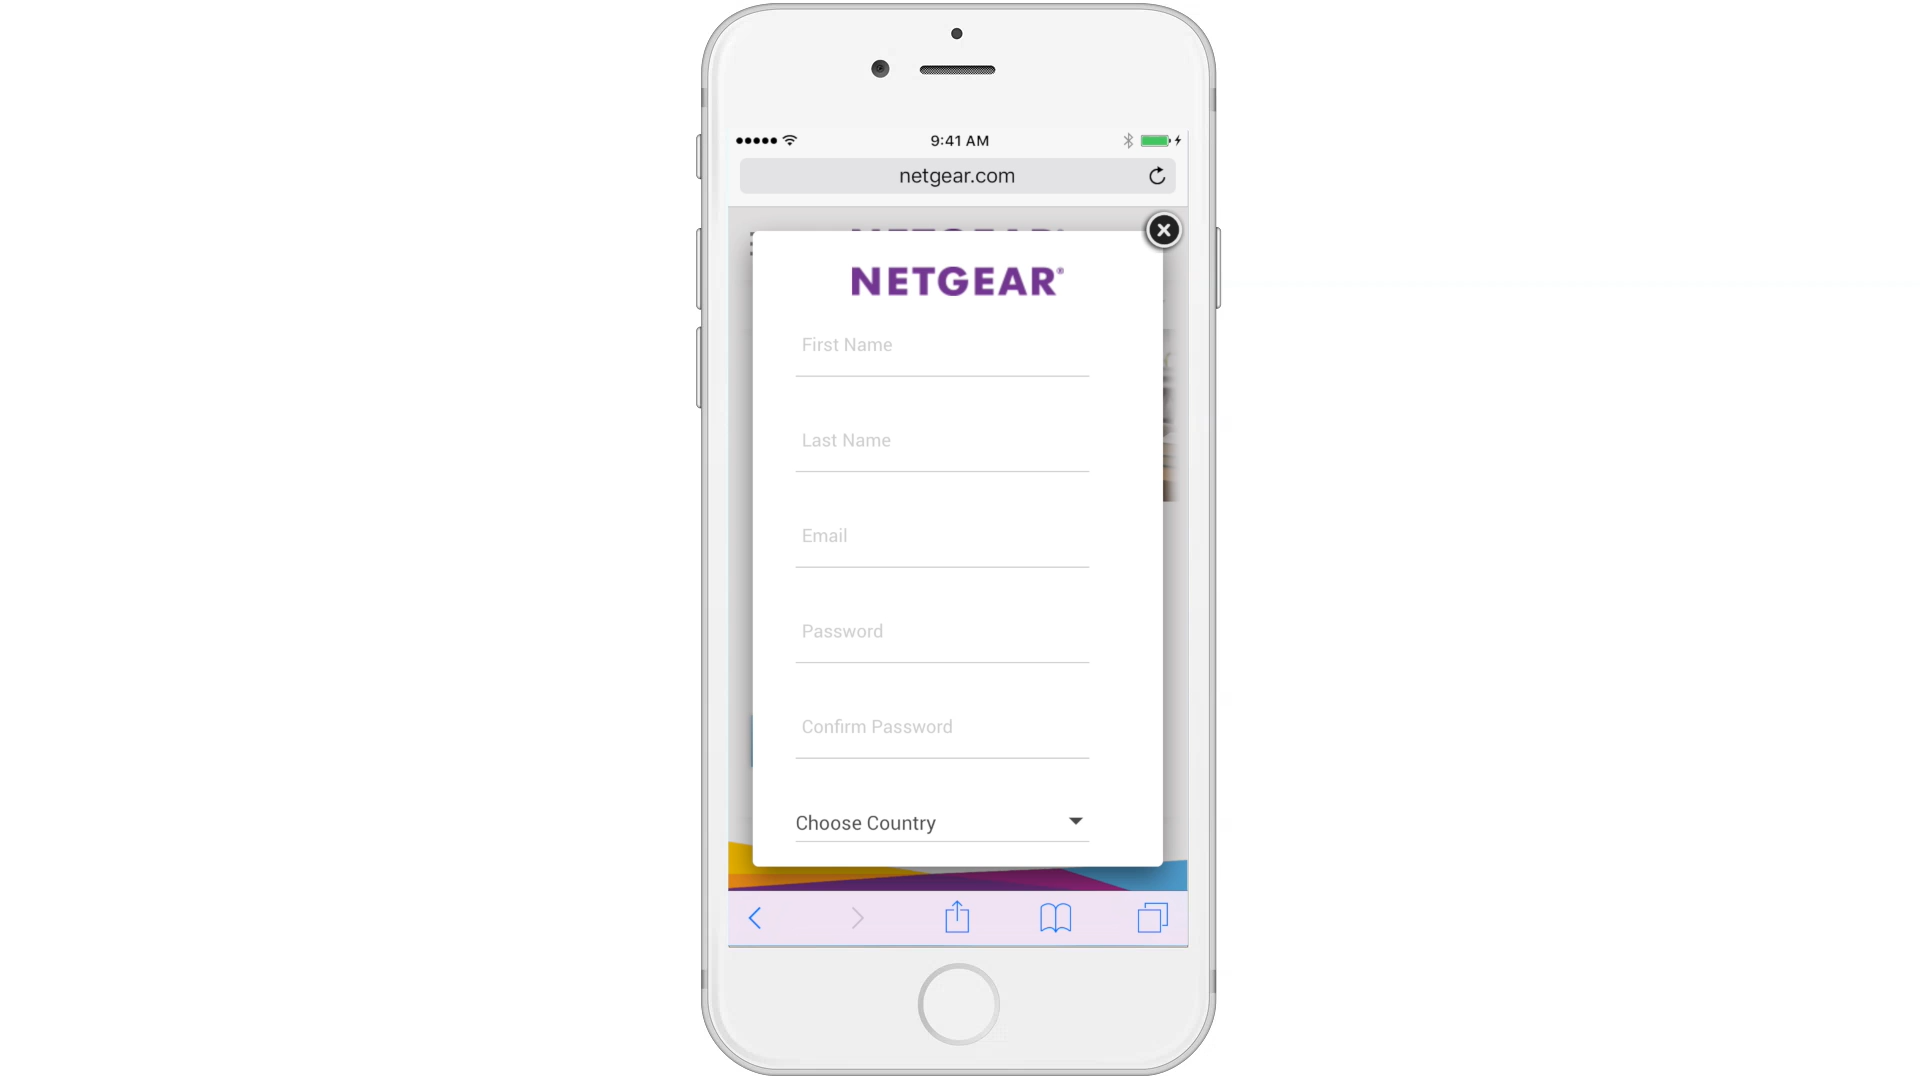 9:41 AM
netgear.com
NETGEAR®
First Name
Last Name
Email
Password
Confirm Password
Choose Country